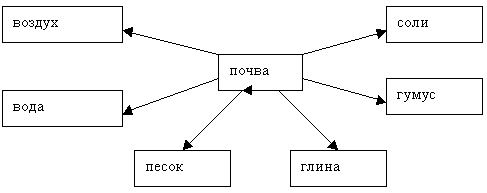 воздух
соли
почва
вода
гумус
песок
глина